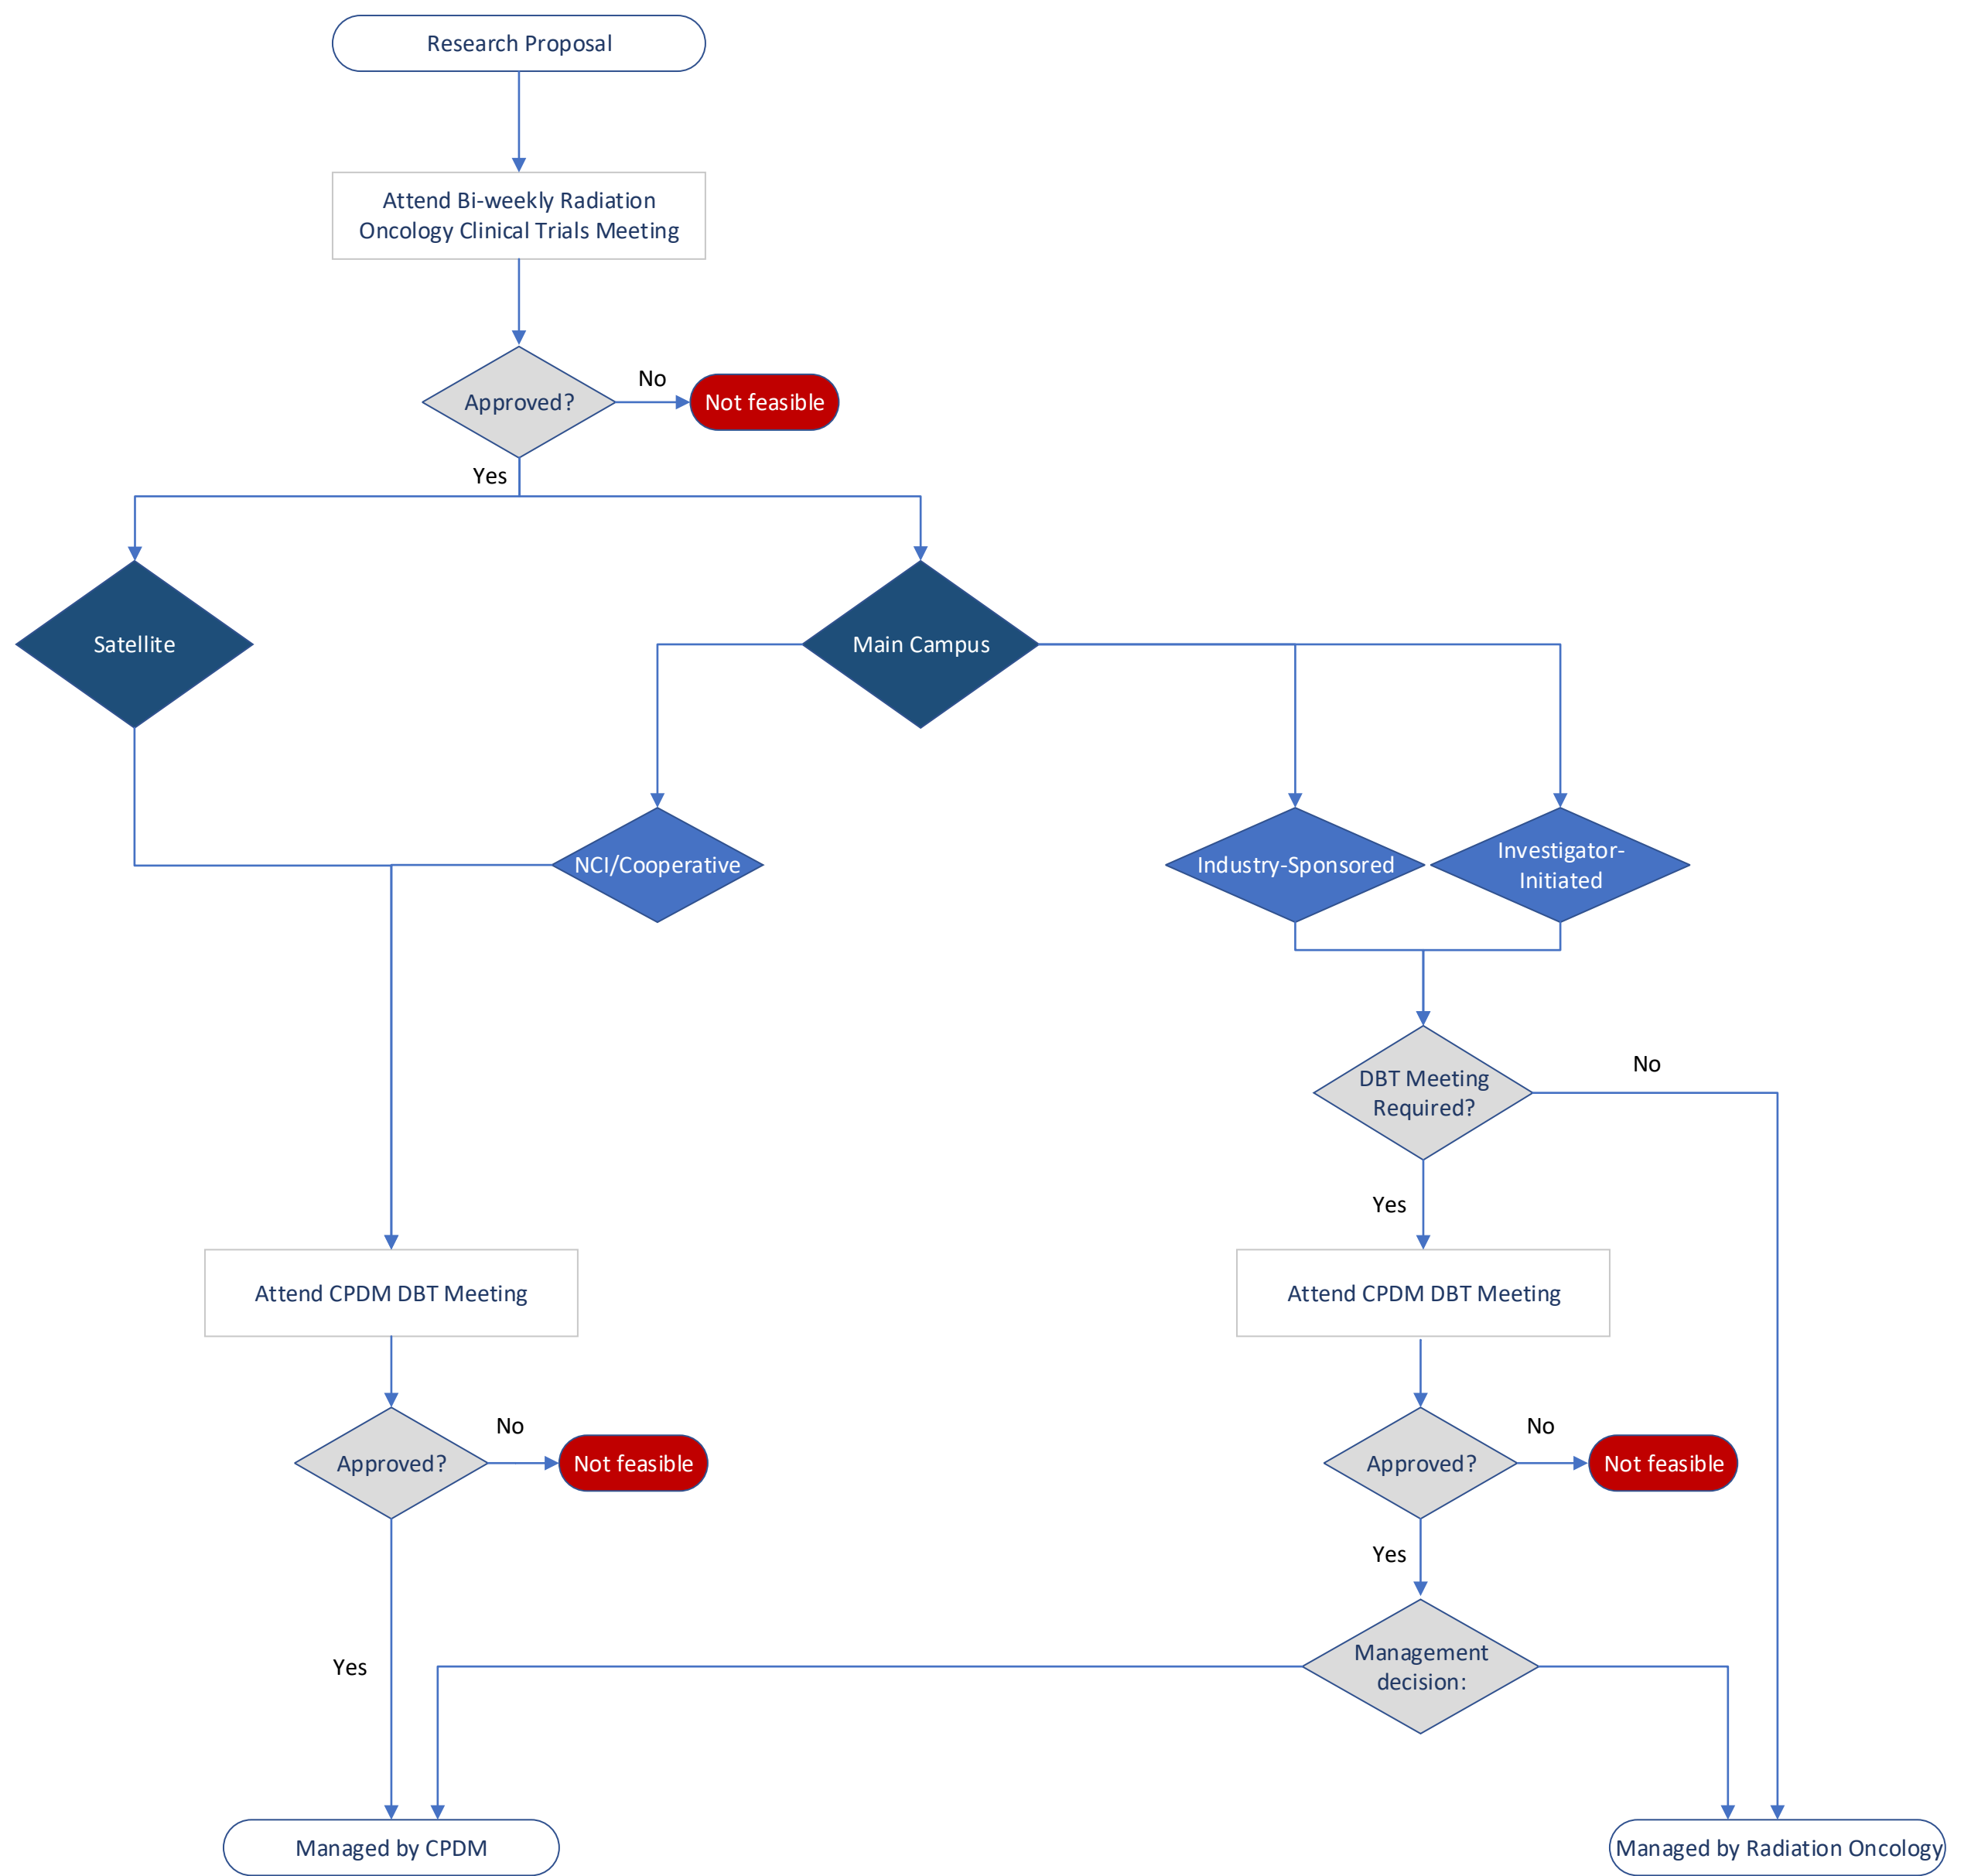 Research Proposal
Attend Bi-weekly Radiation
Oncology Clinical Trials Meeting
Approved?
No
Not feasible
Yes
Satellite
Main Campus
NCI/Cooperative
Industry-Sponsored
Investigator-
Initiated
DBT Meeting
Required?
No
Yes
Attend CPDM DBT Meeting
Attend CPDM DBT Meeting
Approved?
No
Not feasible
Approved?
No
Not feasible
Yes
Management
decision:
Yes
Managed by CPDM
Managed by Radiation Oncology